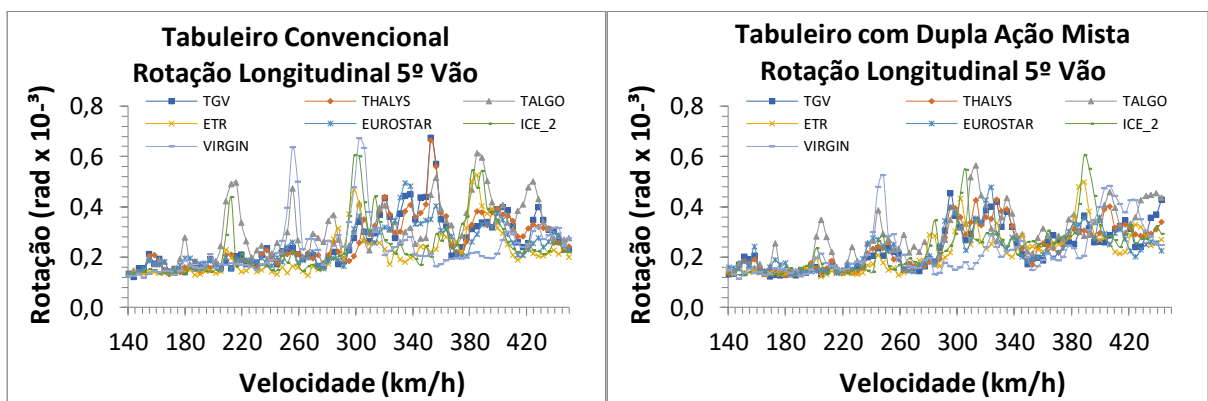 Tabuleiro Convencional
Rotação Longitudinal 5º Vão
TGV THALYS TALGO
ETR EUROSTAR ICE_2
VIRGIN
Rotação (rad x 10-³)
0,8
0,6
0,4
0,2
0,0
140 180 220 260 300 340 380 420
Velocidade (km/h)
Tabuleiro com Dupla Ação Mista
Rotação Longitudinal 5º Vão
TGV THALYS TALGO
ETR EUROSTAR ICE_2
VIRGIN
Rotação (rad x 10-³)
0,8
0,6
0,4
0,2
0,0
140 180 220 260 300 340 380 420
Velocidade (km/h)